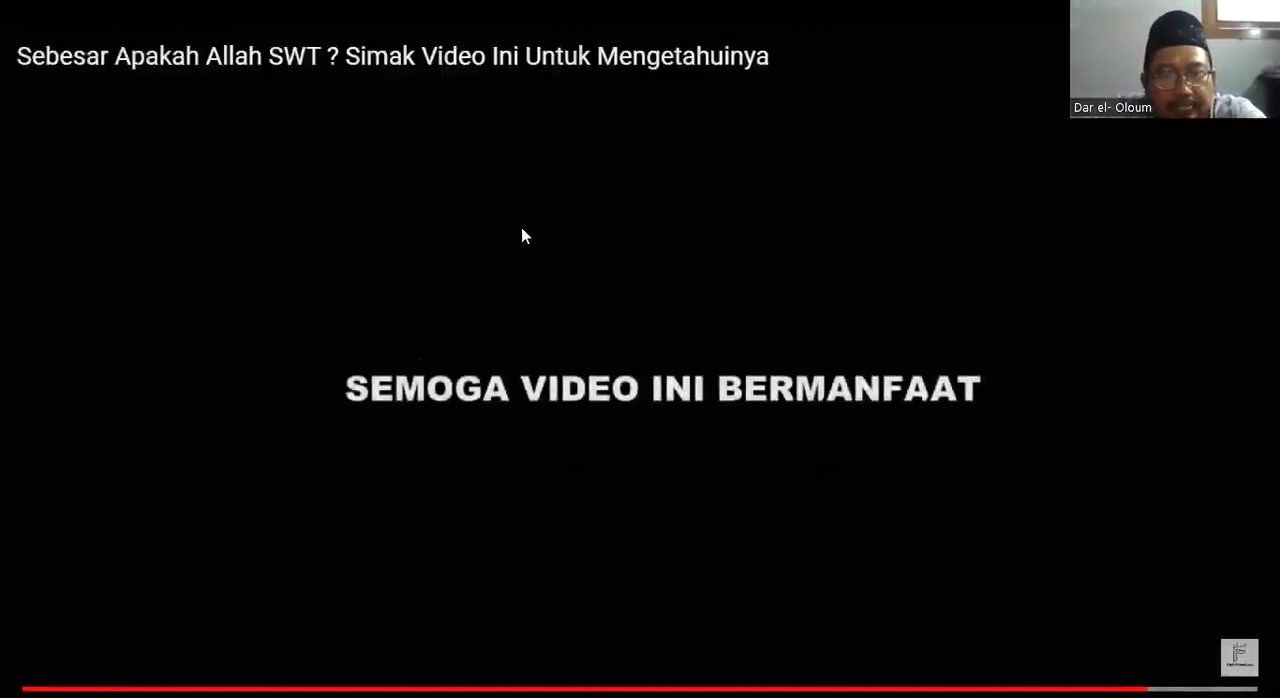 Sebesar Apakah Allah SWT ? Simak Video Ini Untuk Mengetahuinya
Dar el- Oloum
SEMOGA VIDEO INI BERMANFAAT